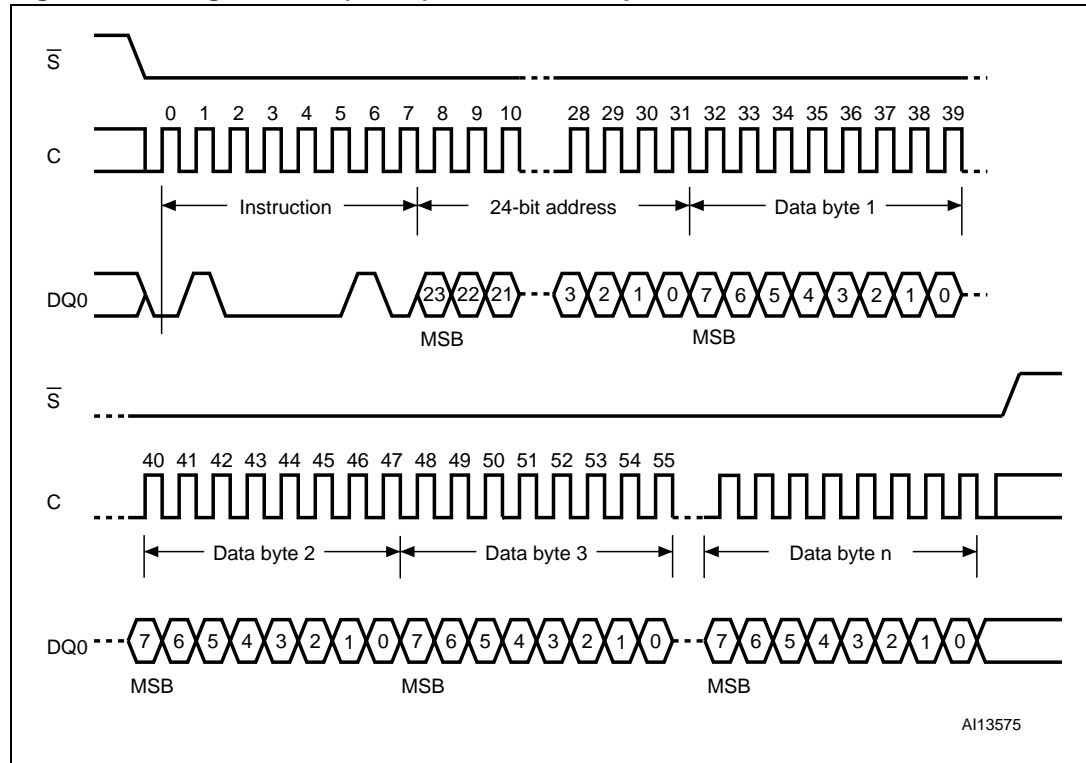 S
0 1 2 3 4 5 6 7 8 9 10 28 29 30 31 32 33 34 35 36 37 38 39
C
Instruction 24-bit address Data byte 1
DQ0 23 22 21 3 2 1 0 7 6 5 4 3 2 1 0
MSB MSB
S
40 41 42 43 44 45 46 47 48 49 50 51 52 53 54 55
C
Data byte 2 Data byte 3 Data byte n
DQ0 7 6 5 4 3 2 1 0 7 6 5 4 3 2 1 0 7 6 5 4 3 2 1 0
MSB MSB MSB
AI13575